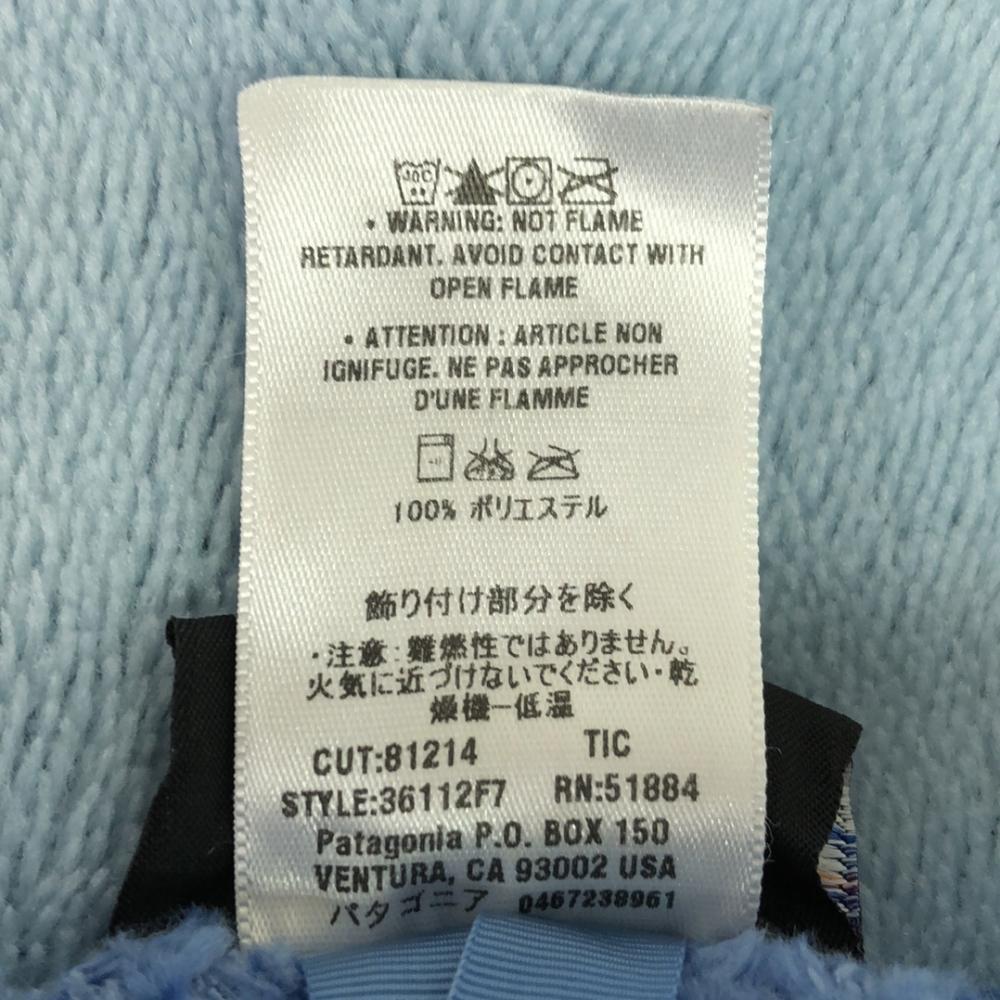 • WARNING: NOT FLAME
RETARDANT. AVOID CONTACT WITH
OPEN FLAME
• ATTENTION : ARTICLE NON
IGNIFUGE. NE PAS APPROCHER
D'UNE FLAMME
100% ポリエステル
飾り付け部分を除く
・注意:難燃性ではありません。
火気に近づけないでください・乾
燥機－低温
CUT:81214 TIC
STYLE:36112F7 RN:51884
Patagonia P.O. BOX 150
VENTURA, CA 93002 USA
パタゴニア 0467238961